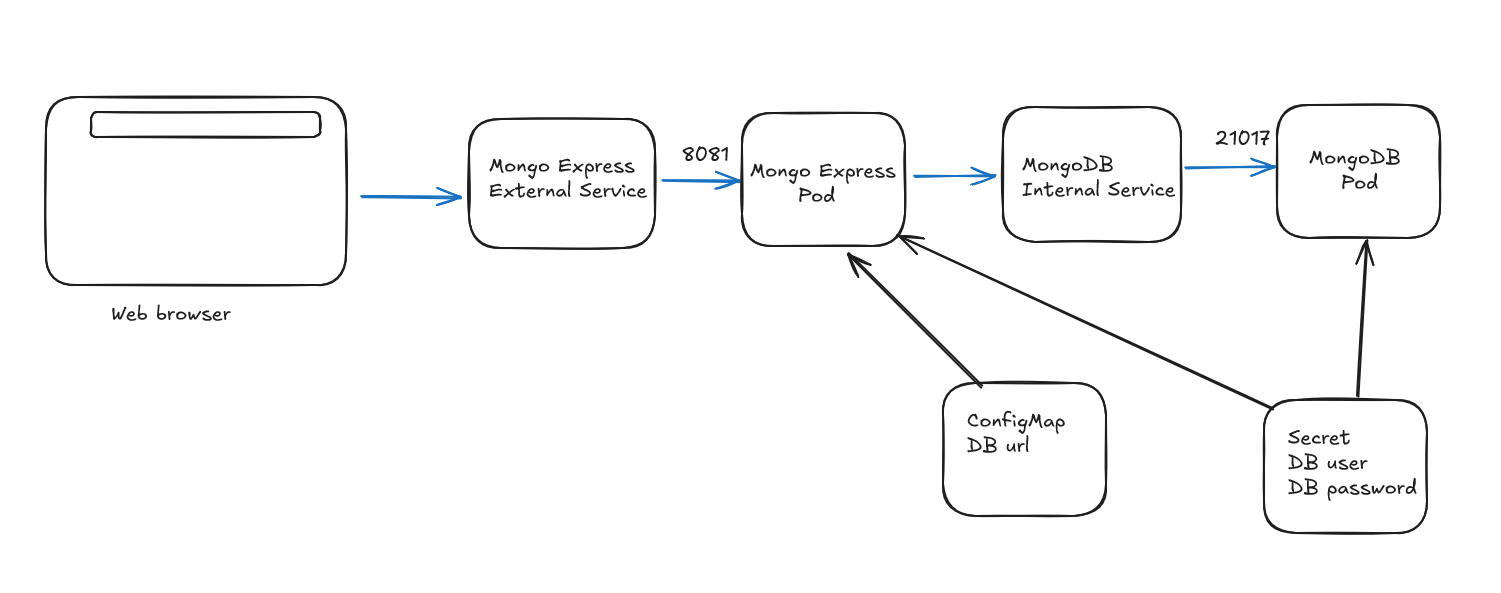 Web browser
Mongo Express
External Service
8081
Mongo Express
Pod
MongoDB
Internal Service
21017
MongoDB
Pod
ConfigMap
DB url
Secret
DB user
DB password